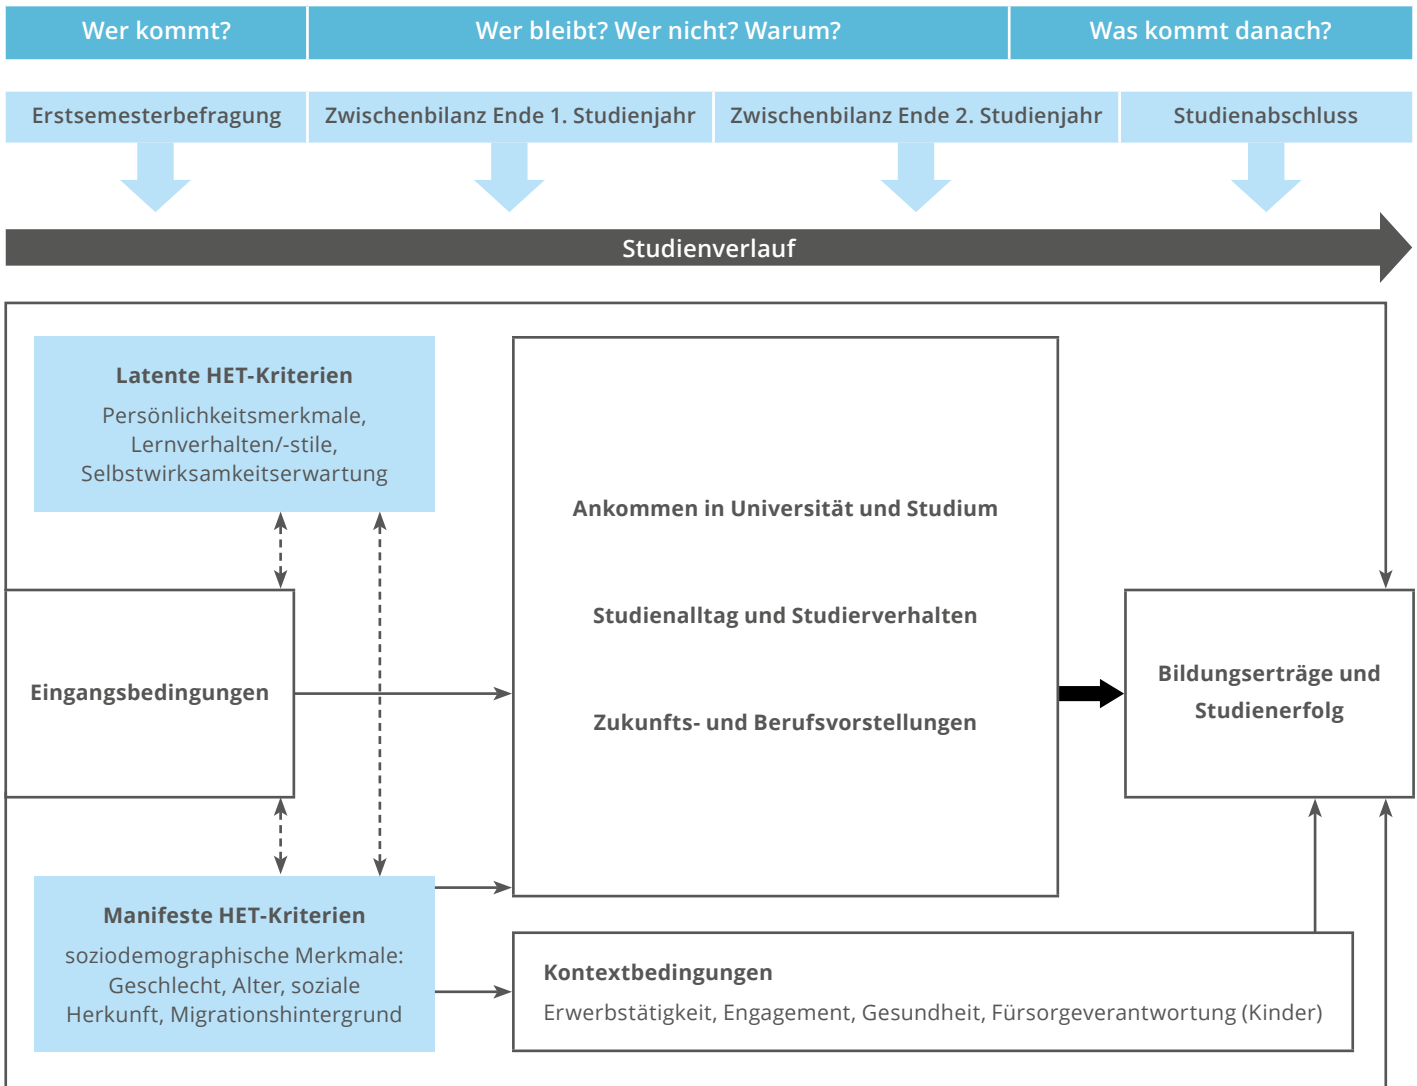 Wer kommt?
Wer bleibt? Wer nicht? Warum?
Was kommt danach?
Erstsemesterbefragung
Zwischenbilanz Ende 1. Studienjahr
Zwischenbilanz Ende 2. Studienjahr
Studienabschluss
Studienverlauf
Latente HET-Kriterien
Persönlichkeitsmerkmale,
Lernverhalten/-stile,
Selbstwirksamkeitserwartung
Eingangsbedingungen
Manifeste HET-Kriterien
soziodemographische Merkmale:
Geschlecht, Alter, soziale
Herkunft, Migrationshintergrund
Ankommen in Universität und Studium
Studienalltag und Studierverhalten
Zukunfts- und Berufsvorstellungen
Kontextbedingungen
Erwerbstätigkeit, Engagement, Gesundheit, Fürsorgeverantwortung (Kinder)
Bildungserträge und
Studienerfolg